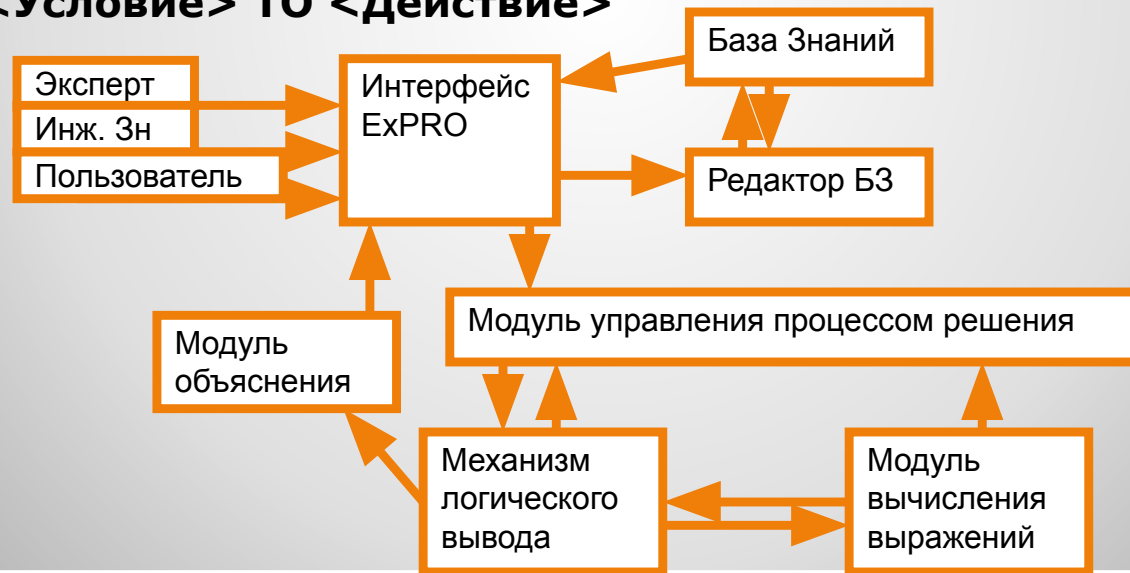 <Условие> ТО <Действие>
База Знаний
Эксперт
Инж. Зн
Пользователь
Интерфейс
ExPRO
Редактор БЗ
Модуль управления процессом решения
Модуль
объяснения
Механизм
логического
вывода
Модуль
вычисления
выражений